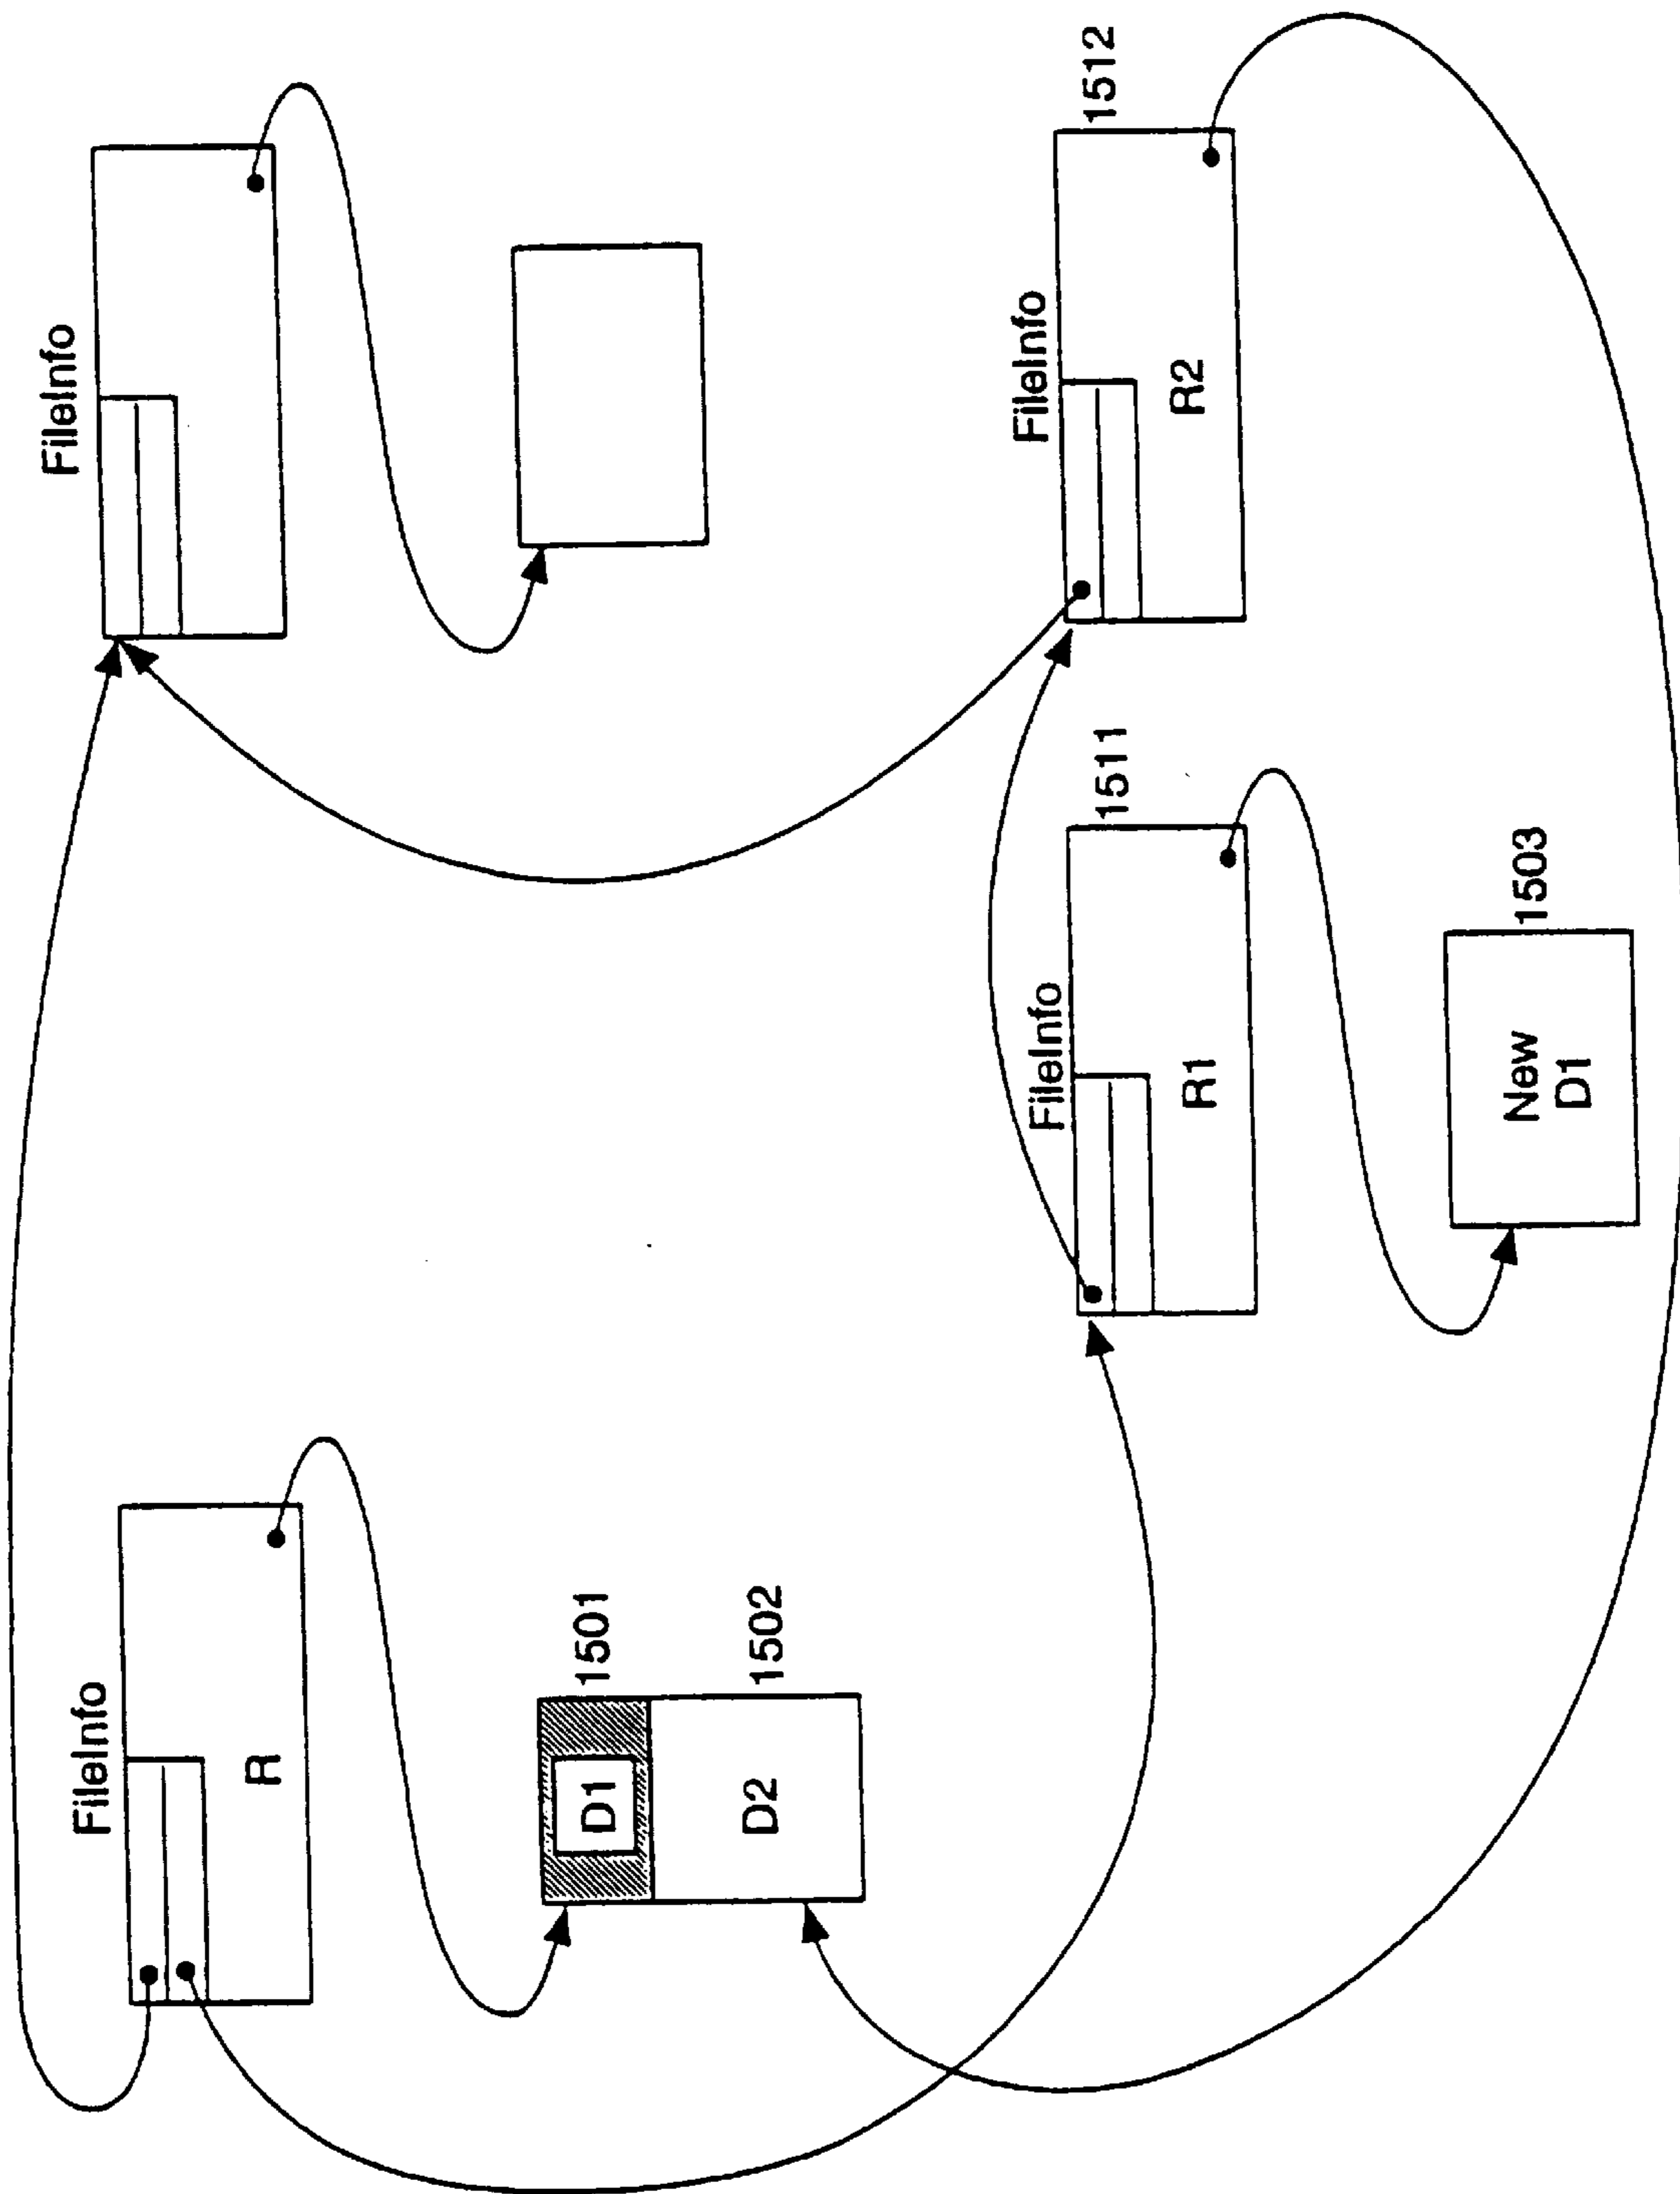 FileInfo
FileInfo
R
D1 1501
D2 1502
FileInfo
FileInfo
1511
1512
R1
R2
New
D1
1503